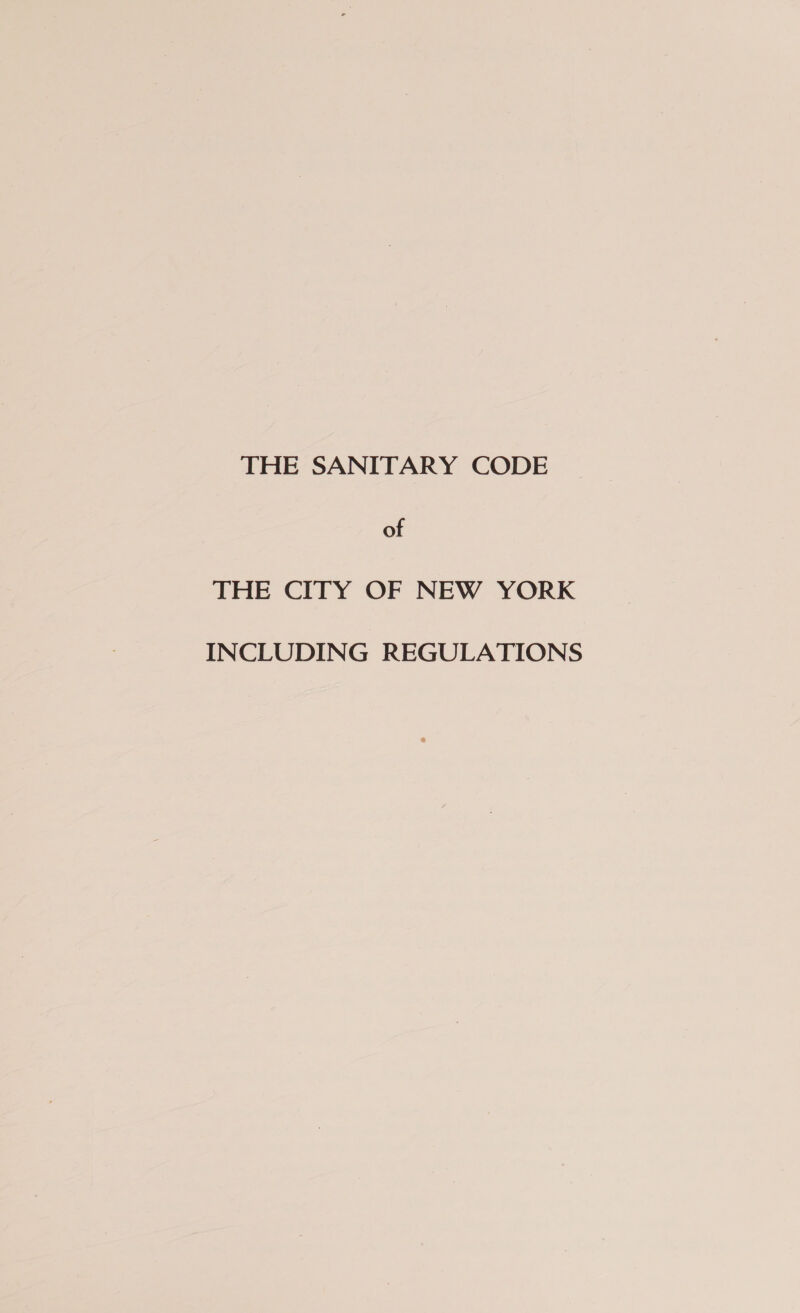 THE SANITARY CODE
of
THE CITY OF NEW YORK
INCLUDING REGULATIONS